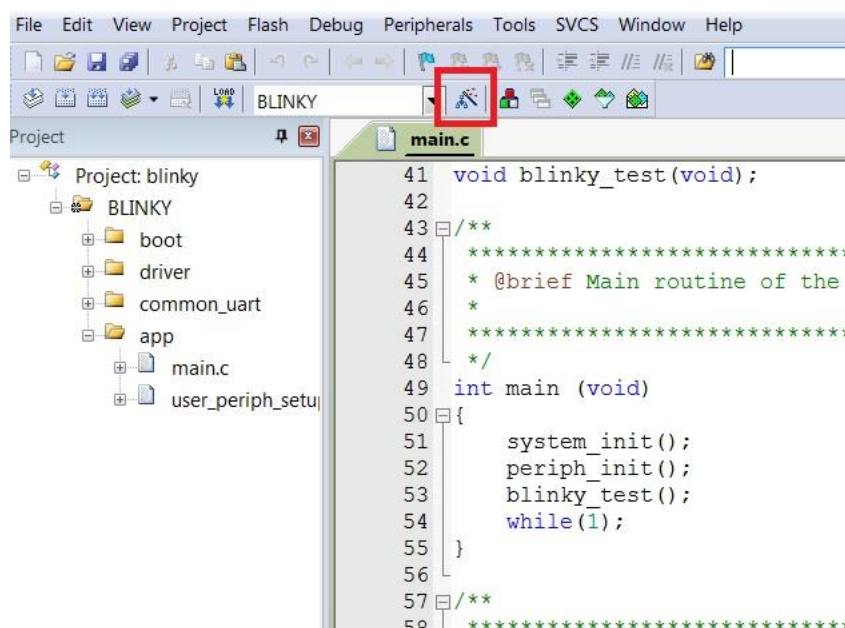 File Edit View Project Flash Debug Peripherals Tools SVCS Window Help
LOAD
BLINKY
Project
main.c
Project: blinky
BLINKY
boot
driver
common_uart
app
main.c
user_periph_setu
41 void blinky_test(void);
42
43 /**
44 ******************************
45 * @brief Main routine of the
46 *
47 ******************************
48 */
49 int main (void)
50 {
51 system_init();
52 periph_init();
53 blinky_test();
54 while(1);
55 }
56
57 /**
58 ******************************